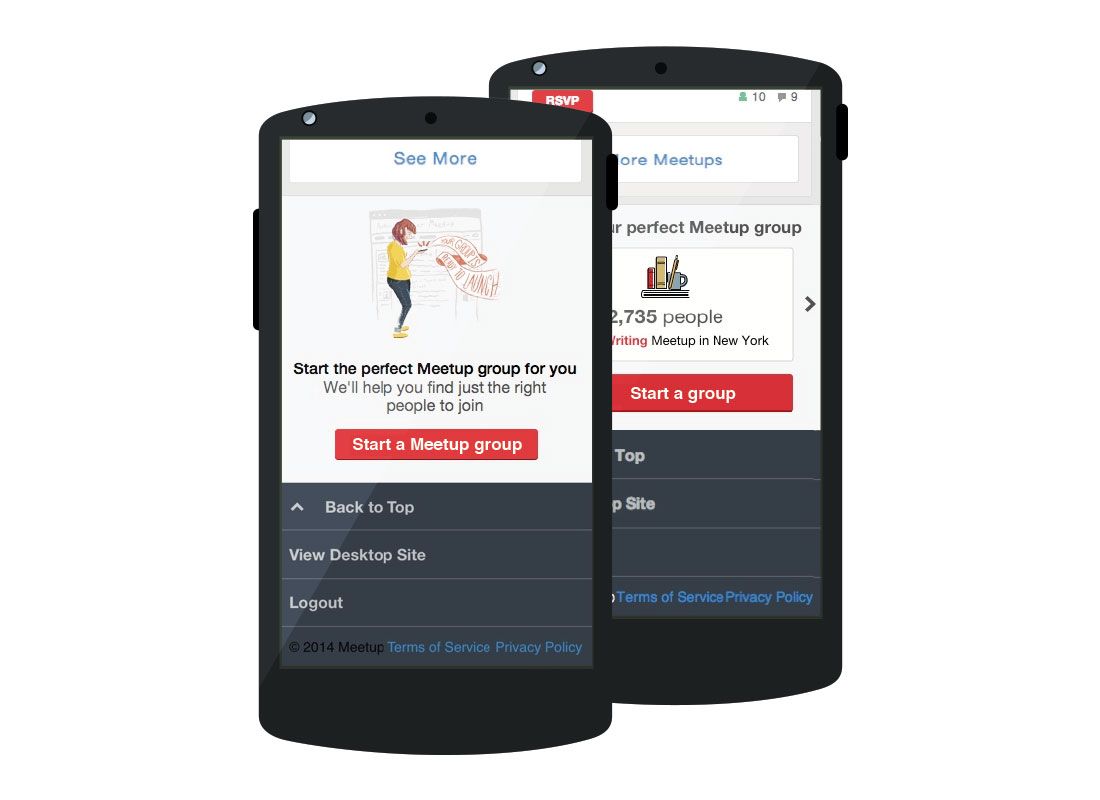 See More
YOUR GROUP IS
READY TO LAUNCH
Start the perfect Meetup group for you
We'll help you find just the right
people to join
Start a Meetup group
Back to Top
View Desktop Site
Logout
© 2014 Meetup Terms of Service Privacy Policy
RSVP
10 9
Meetups
perfect Meetup group
2,735 people
Writing Meetup in New York
Start a group
Top
Site
Terms of Service Privacy Policy